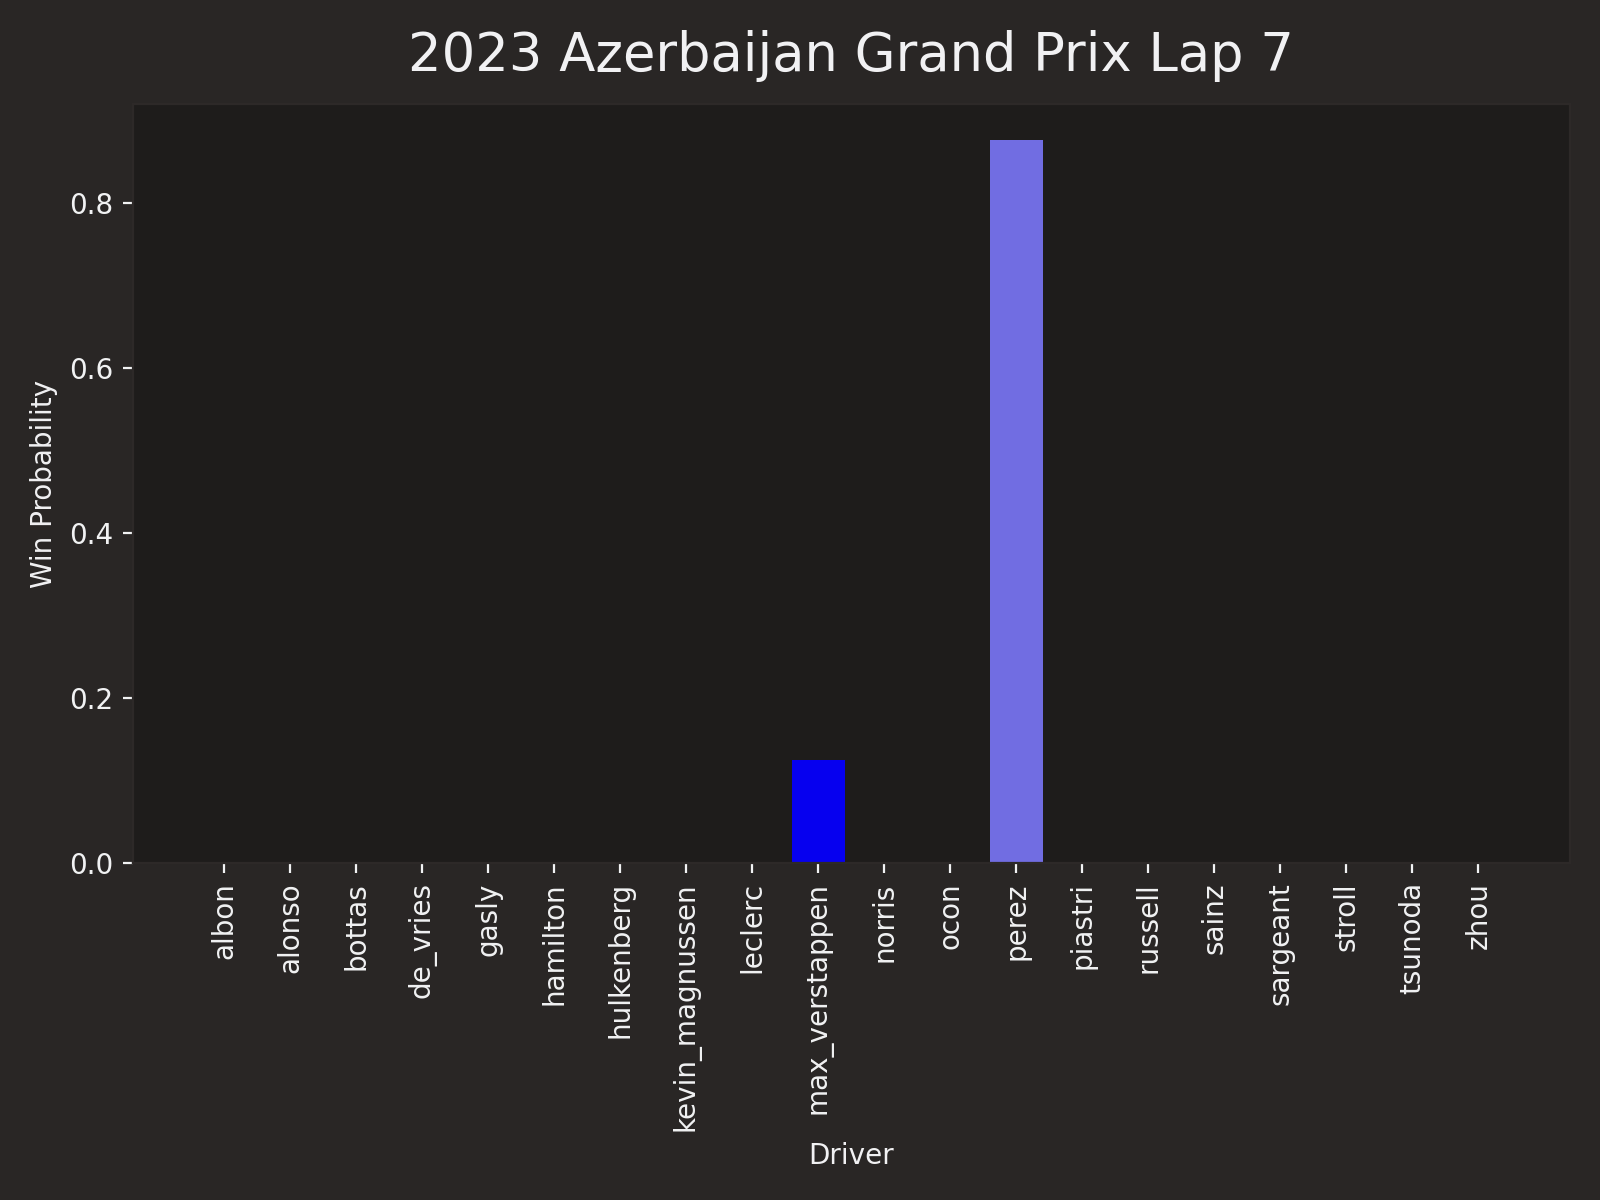 2023 Azerbaijan Grand Prix Lap 7
Win Probability
0.8
0.6
0.4
0.2
0.0
albon
alonso
bottas
de_vries
gasly
hamilton
hulkenberg
kevin_magnussen
leclerc
max_verstappen
norris
ocon
perez
piastri
russell
sainz
sargeant
stroll
tsunoda
zhou
Driver